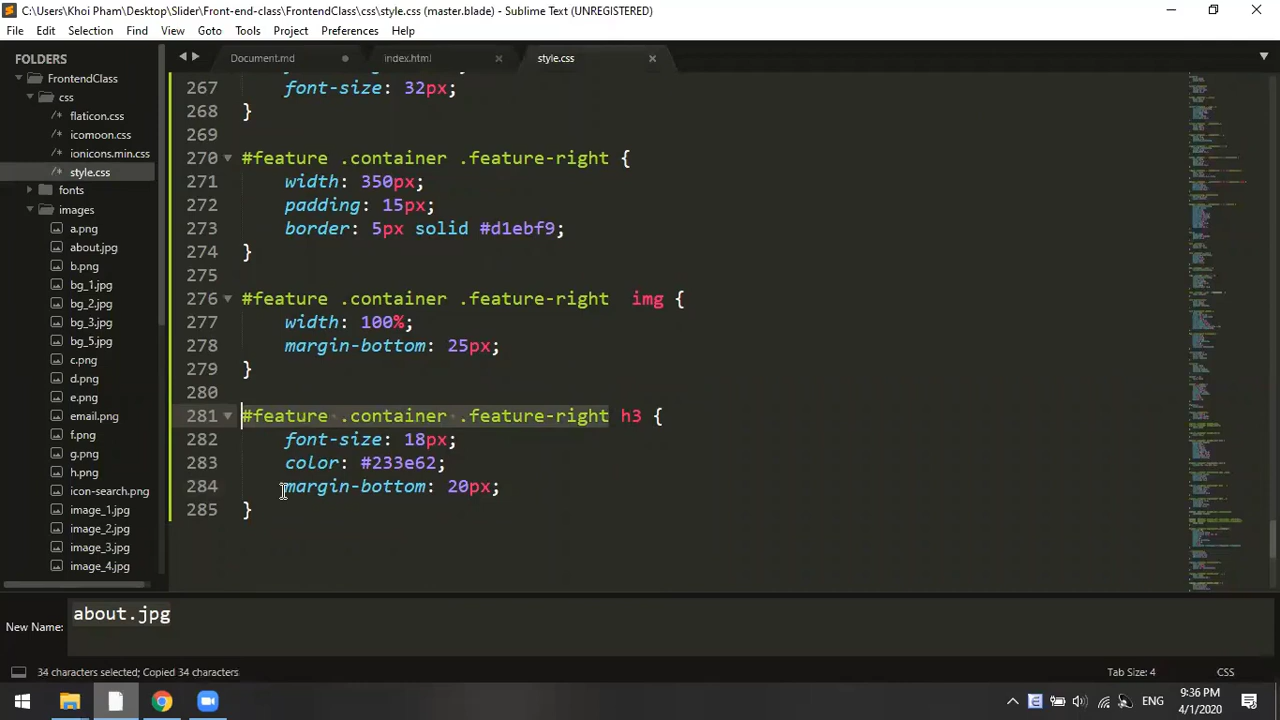 C:\Users\Khoi Pham\Desktop\Slider\Front-end-class\FrontendClass\css\style.css (master.blade) - Sublime Text (UNREGISTERED)
File Edit Selection Find View Goto Tools Project Preferences Help
FOLDERS
FrontendClass
css
/* flaticon.css
/* icomoon.css
/* ionicons.min.css
/* style.css
fonts
images
a.png
about.jpg
b.png
bg_1.jpg
bg_2.jpg
bg_3.jpg
bg_5.jpg
c.png
d.png
e.png
email.png
f.png
g.png
h.png
icon-search.png
image_1.jpg
image_2.jpg
image_3.jpg
image_4.jpg
Document.md index.html style.css
267 font-size: 32px;
268 }
269
270 #feature .container .feature-right {
271 width: 350px;
272 padding: 15px;
273 border: 5px solid #d1ebf9;
274 }
275
276 #feature .container .feature-right  img {
277 width: 100%;
278 margin-bottom: 25px;
279 }
280
281 #feature .container .feature-right h3 {
282 font-size: 18px;
283 color: #233e62;
284 margin-bottom: 20px;
285 }
New Name: about.jpg
34 characters selected; Copied 34 characters Tab Size: 4 CSS
ENG
9:36 PM
4/1/2020